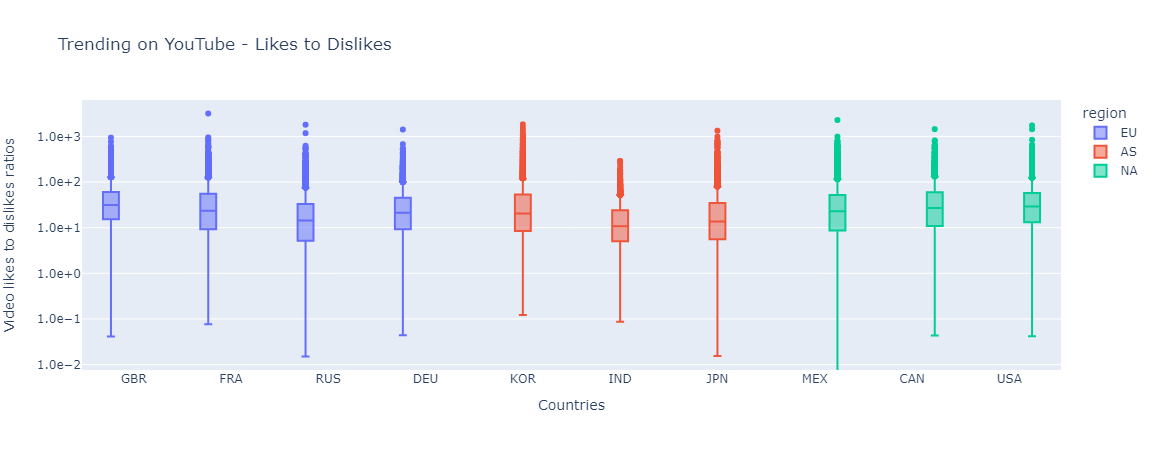 Trending on YouTube - Likes to Dislikes
region
EU
AS
NA
Video likes to dislikes ratios
1.0e+3
1.0e+2
1.0e+1
1.0e+0
1.0e−1
1.0e−2
GBR FRA RUS DEU KOR IND JPN MEX CAN USA
Countries